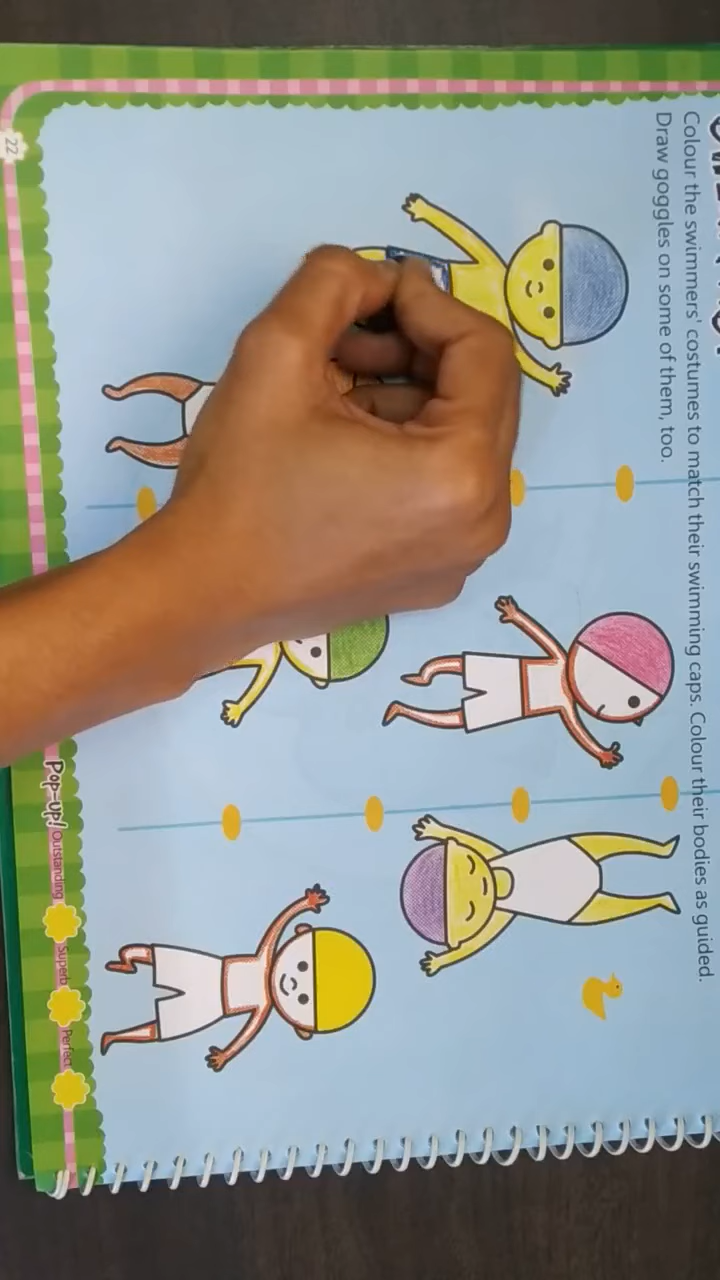 Colour the swimmers' costumes to match their swimming caps. Colour their bodies as guided.
Draw goggles on some of them, too.
22
Pop-up! Outstanding Superb Perfect